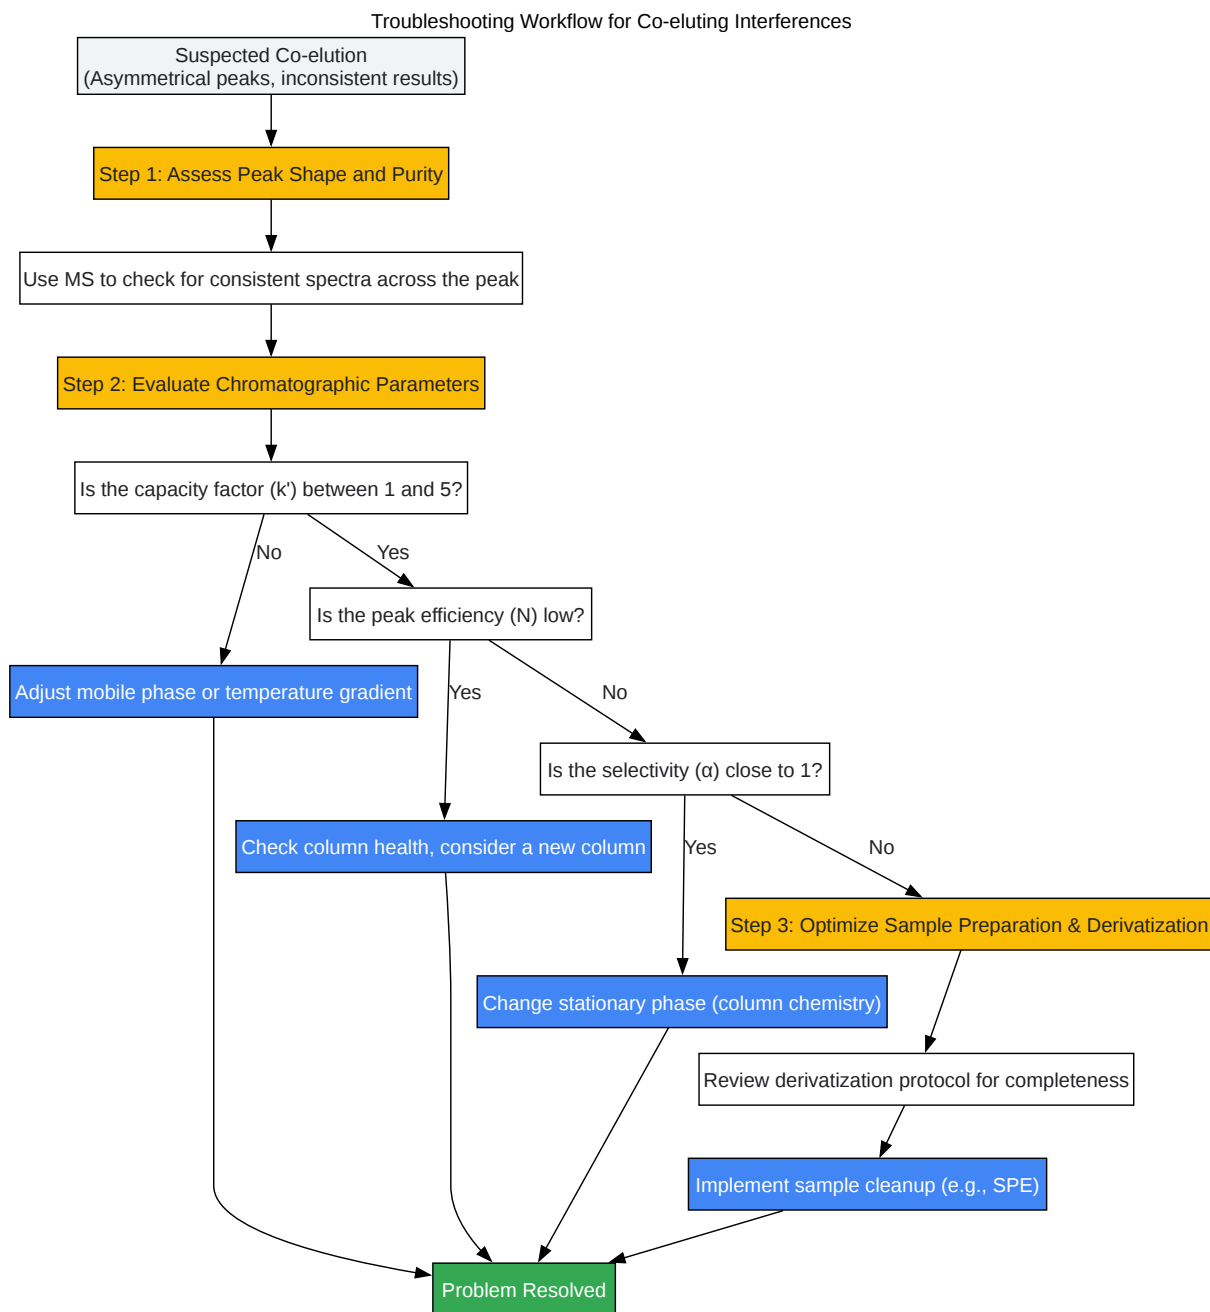 Troubleshooting Workflow for Co-eluting Interferences
Suspected Co-elution
(Asymmetrical peaks, inconsistent results)
Step 1: Assess Peak Shape and Purity
Use MS to check for consistent spectra across the peak
Step 2: Evaluate Chromatographic Parameters
Is the capacity factor (k') between 1 and 5?
No
Yes
Is the peak efficiency (N) low?
Adjust mobile phase or temperature gradient
Yes
No
Is the selectivity (α) close to 1?
Check column health, consider a new column
Yes
No
Step 3: Optimize Sample Preparation & Derivatization
Change stationary phase (column chemistry)
Review derivatization protocol for completeness
Implement sample cleanup (e.g., SPE)
Problem Resolved